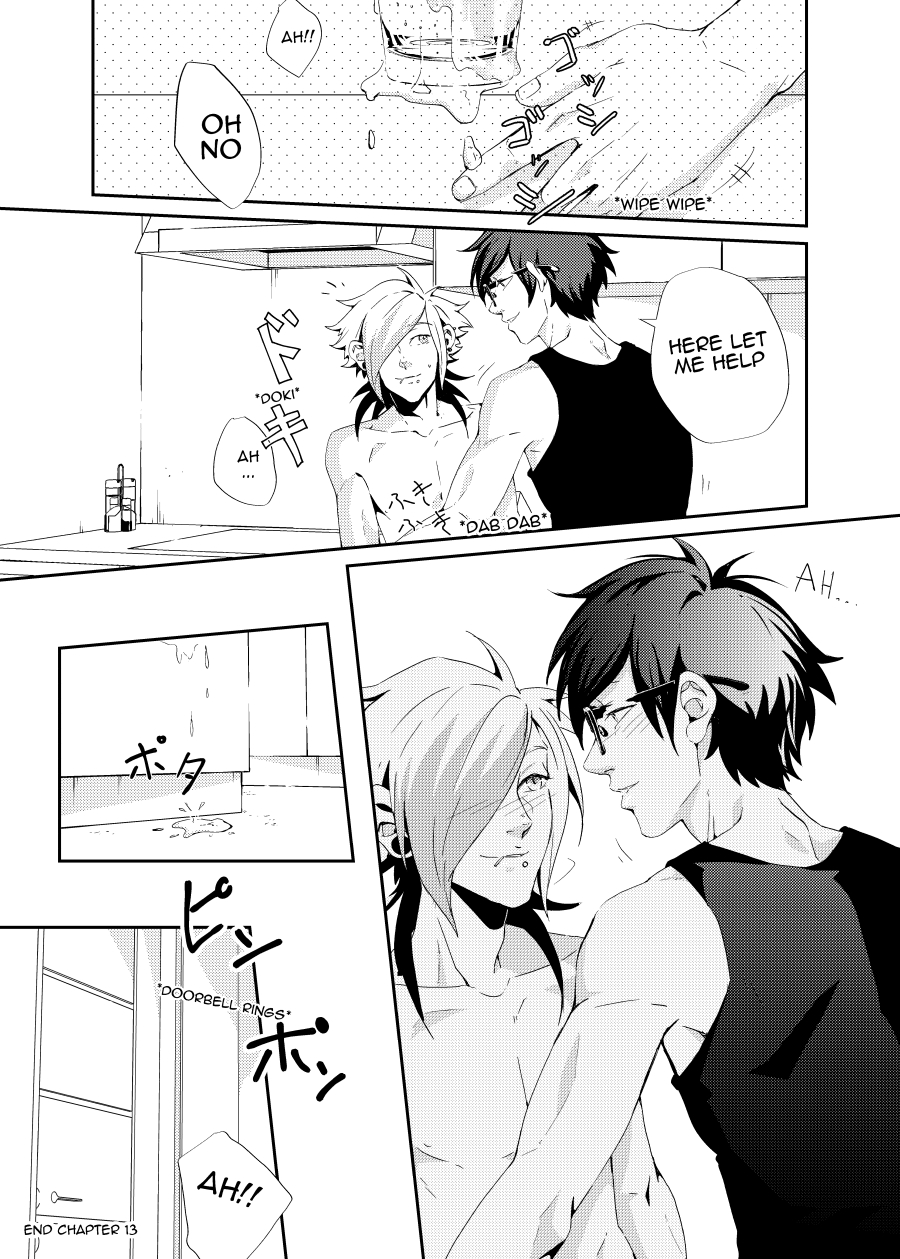 AH!!
OH
NO
ゴシ
ゴシ
*WIPE WIPE*
HERE LET
ME HELP
ドキ
*DOKI*
AH
...
ふき
ふき
*DAB DAB*
AH...
ポタ
ピンポン
*DOORBELL RINGS*
AH!!
END CHAPTER 13